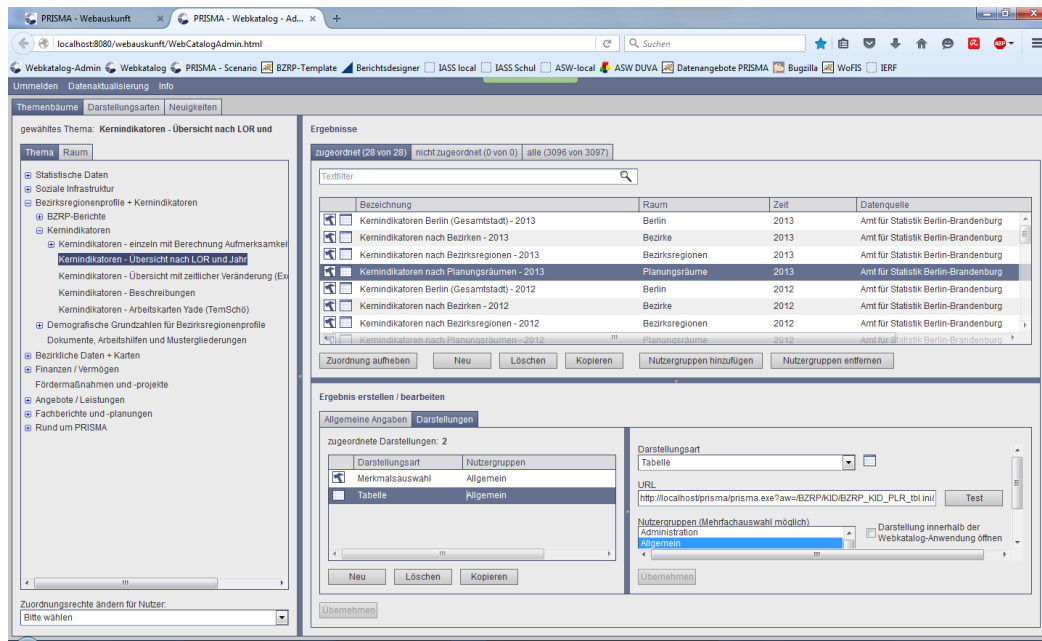 PRISMA - Webauskunft × PRISMA - Webkatalog - Ad... × +
localhost:8080/webauskunft/WebCatalogAdmin.html Suchen ABP
Webkatalog-Admin Webkatalog PRISMA - Scenario BZRP-Template Berichtsdesigner IASS local IASS Schul ASW-local ASW DUVA Datenangebote PRISMA Bugzilla WoFIS IERF
Ummelden Datenaktualisierung Info
Themenbäume Darstellungsarten Neuigkeiten
gewähltes Thema: Kernindikatoren - Übersicht nach LOR und
Thema Raum
Statistische Daten
Soziale Infrastruktur
Bezirksregionenprofile + Kernindikatoren
BZRP-Berichte
Kernindikatoren
Kernindikatoren - einzeln mit Berechnung Aufmerksamkei
Kernindikatoren - Übersicht nach LOR und Jahr
Kernindikatoren - Übersicht mit zeitlicher Veränderung (Ex
Kernindikatoren - Beschreibungen
Kernindikatoren - Arbeitskarten Yade (TemSchö)
Demografische Grundzahlen für Bezirksregionenprofile
Dokumente, Arbeitshilfen und Mustergliederungen
Bezirkliche Daten + Karten
Finanzen / Vermögen
Fördermaßnahmen und -projekte
Angebote / Leistungen
Fachberichte und -planungen
Rund um PRISMA
Zuordnungsrechte ändern für Nutzer:
Bitte wählen
Ergebnisse
zugeordnet (28 von 28) nicht zugeordnet (0 von 0) alle (3096 von 3097)
Textfilter
Bezeichnung Raum Zeit Datenquelle
Kernindikatoren Berlin (Gesamtstadt) - 2013 Berlin 2013 Amt für Statistik Berlin-Brandenburg
Kernindikatoren nach Bezirken - 2013 Bezirke 2013 Amt für Statistik Berlin-Brandenburg
Kernindikatoren nach Bezirksregionen - 2013 Bezirksregionen 2013 Amt für Statistik Berlin-Brandenburg
Kernindikatoren nach Planungsräumen - 2013 Planungsräume 2013 Amt für Statistik Berlin-Brandenburg
Kernindikatoren Berlin (Gesamtstadt) - 2012 Berlin 2012 Amt für Statistik Berlin-Brandenburg
Kernindikatoren nach Bezirken - 2012 Bezirke 2012 Amt für Statistik Berlin-Brandenburg
Kernindikatoren nach Bezirksregionen - 2012 Bezirksregionen 2012 Amt für Statistik Berlin-Brandenburg
Kernindikatoren nach Planungsräumen - 2012 Planungsräume 2012 Amt für Statistik Berlin-Brandenburg
Zuordnung aufheben Neu Löschen Kopieren Nutzergruppen hinzufügen Nutzergruppen entfernen
Ergebnis erstellen / bearbeiten
Allgemeine Angaben Darstellungen
zugeordnete Darstellungen: 2
Darstellungsart Nutzergruppen
Merkmalsauswahl Allgemein
Tabelle Allgemein
Neu Löschen Kopieren
Übernehmen
Darstellungsart
Tabelle
URL
http://localhost/prisma/prisma.exe?aw=/BZRP/KID/BZRP_KID_PLR_tbl.ini& Test
Nutzergruppen (Mehrfachauswahl möglich)
Administration
Allgemein
Darstellung innerhalb der
Webkatalog-Anwendung öffnen
Übernehmen